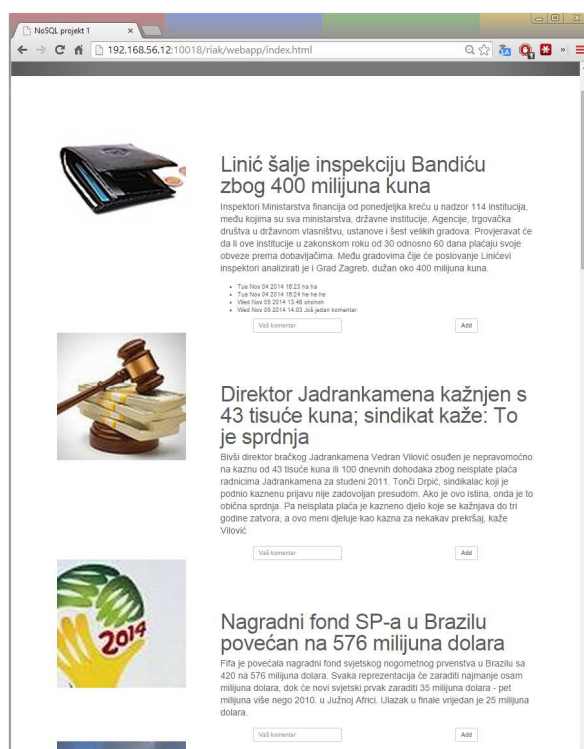 NoSQL projekt 1
192.168.56.12:10018/riak/webapp/index.html
Linić šalje inspekciju Bandiću
zbog 400 milijuna kuna
Inspektori Ministarstva financija od ponedjeljka kreću u nadzor 114 institucija,
među kojima su sva ministarstva, državne institucije, Agencije, trgovačka
društva u državnom vlasništvu, ustanove i šest velikih gradova. Provjeravat će
da li ove institucije u zakonskom roku od 30 odnosno 60 dana plaćaju svoje
obveze prema dobavljačima. Među gradovima čije će poslovanje Linićevi
inspektori analizirati je i Grad Zagreb, dužan oko 400 milijuna kuna.
Tue Nov 04 2014 16:23 ha ha
Tue Nov 04 2014 16:24 he he he
Wed Nov 05 2014 13:46 ohohoh
Wed Nov 05 2014 14:03 Još jedan komentar.
Vaš komentar Add
Direktor Jadrankamena kažnjen s
43 tisuće kuna; sindikat kaže: To
je sprdnja
Bivši direktor bračkog Jadrankamena Vedran Vilović osuđen je nepravomoćno
na kaznu od 43 tisuće kuna ili 100 dnevnih dohodaka zbog neisplate plaća
radnicima Jadrankamena za studeni 2011. Tonči Drpić, sindikalac koji je
podnio kaznenu prijavu nije zadovoljan presudom. Ako je ovo istina, onda je to
obična sprdnja. Pa neisplata plaća je kazneno djelo koje se kažnjava do tri
godine zatvora, a ovo meni djeluje kao kazna za nekakav prekršaj, kaže
Vilović
Vaš komentar Add
2014
Nagradni fond SP-a u Brazilu
povećan na 576 milijuna dolara
Fifa je povećala nagradni fond svjetskog nogometnog prvenstva u Brazilu sa
420 na 576 milijuna dolara. Svaka reprezentacija će zaraditi najmanje osam
milijuna dolara, dok će novi svjetski prvak zaraditi 35 milijuna dolara - pet
milijuna više nego 2010. u Južnoj Africi. Ulazak u finale vrijedan je 25 milijuna
dolara.
Vaš komentar Add